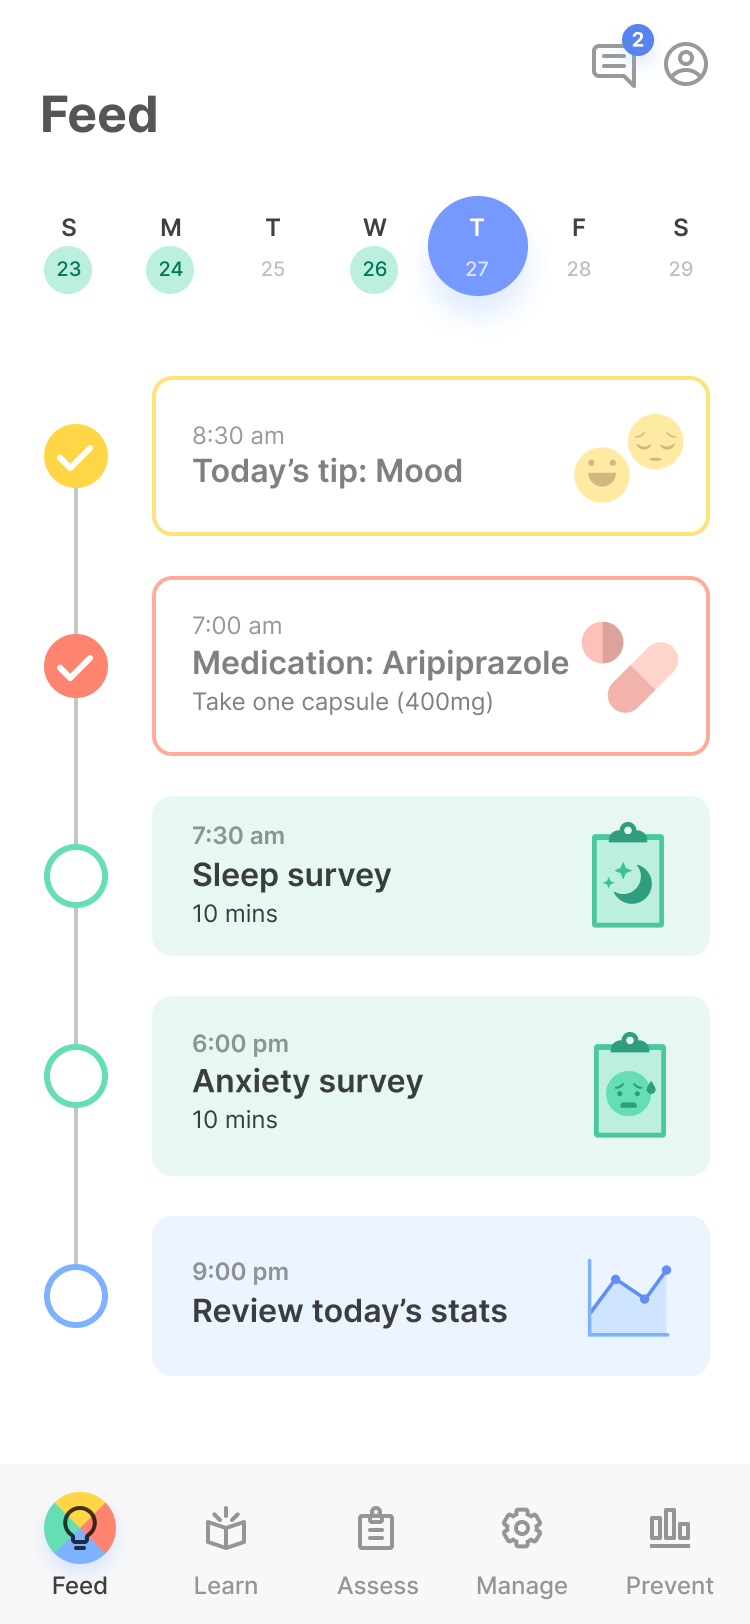 2
Feed
S M T W T F S
23 24 25 26 27 28 29
8:30 am
Today’s tip: Mood
7:00 am
Medication: Aripiprazole
Take one capsule (400mg)
7:30 am
Sleep survey
10 mins
6:00 pm
Anxiety survey
10 mins
9:00 pm
Review today’s stats
Feed Learn Assess Manage Prevent